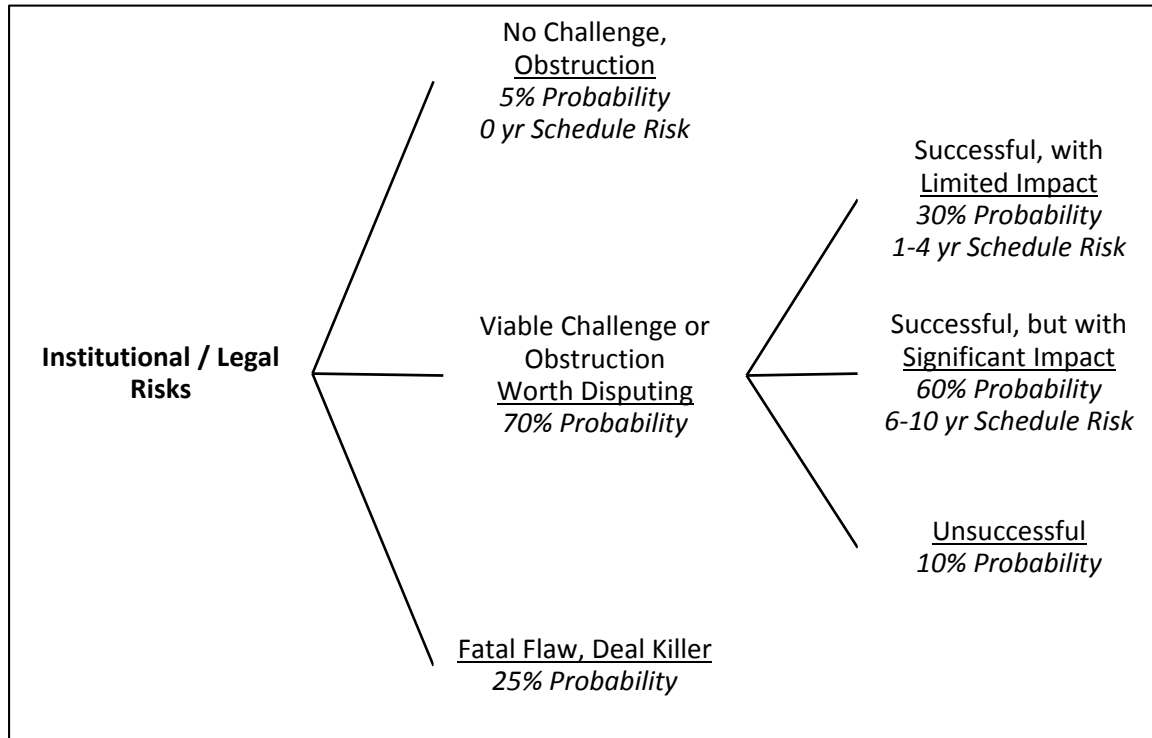 No Challenge,
Obstruction
5% Probability
0 yr Schedule Risk
Successful, with
Limited Impact
30% Probability
1-4 yr Schedule Risk
Institutional / Legal
Risks
Viable Challenge or
Obstruction
Worth Disputing
70% Probability
Successful, but with
Significant Impact
60% Probability
6-10 yr Schedule Risk
Unsuccessful
10% Probability
Fatal Flaw, Deal Killer
25% Probability